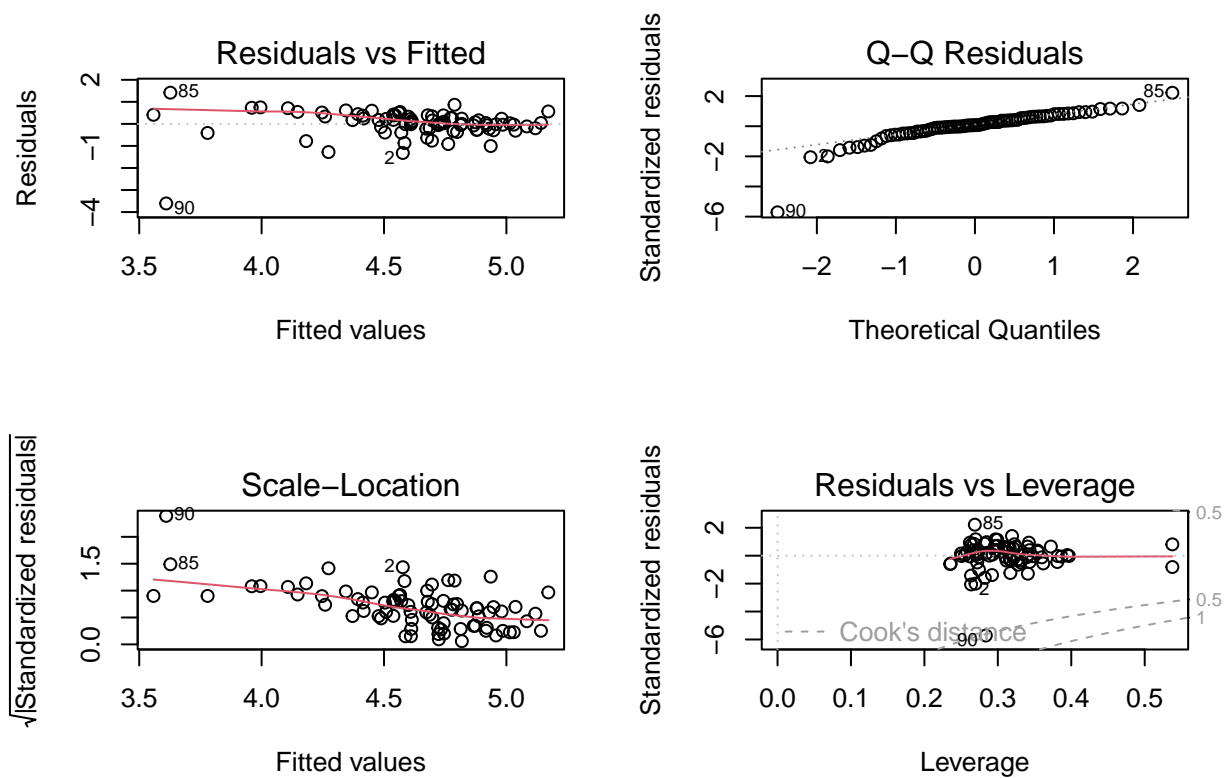 Residuals vs Fitted
Residuals
2
−1
−4
85
2
90
3.5 4.0 4.5 5.0
Fitted values
Q−Q Residuals
Standardized residuals
2
−2
−6
85
2
90
−2 −1 0 1 2
Theoretical Quantiles
Scale−Location
√|Standardized residuals|
1.5
0.0
90
85
2
3.5 4.0 4.5 5.0
Fitted values
Residuals vs Leverage
Standardized residuals
2
−2
−6
85
2
90
Cook's distance
0.5
0.5
1
0.0 0.1 0.2 0.3 0.4 0.5
Leverage